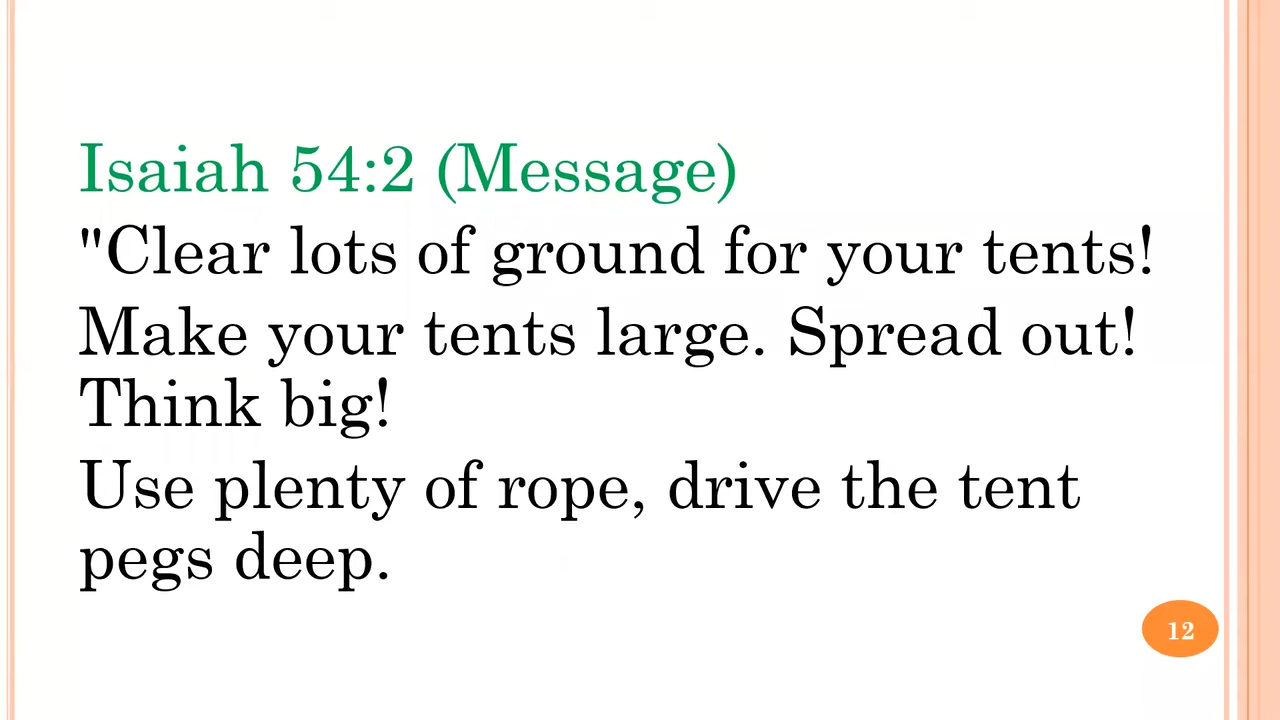 Isaiah 54:2 (Message)
"Clear lots of ground for your tents!
Make your tents large. Spread out!
Think big!
Use plenty of rope, drive the tent
pegs deep.
12